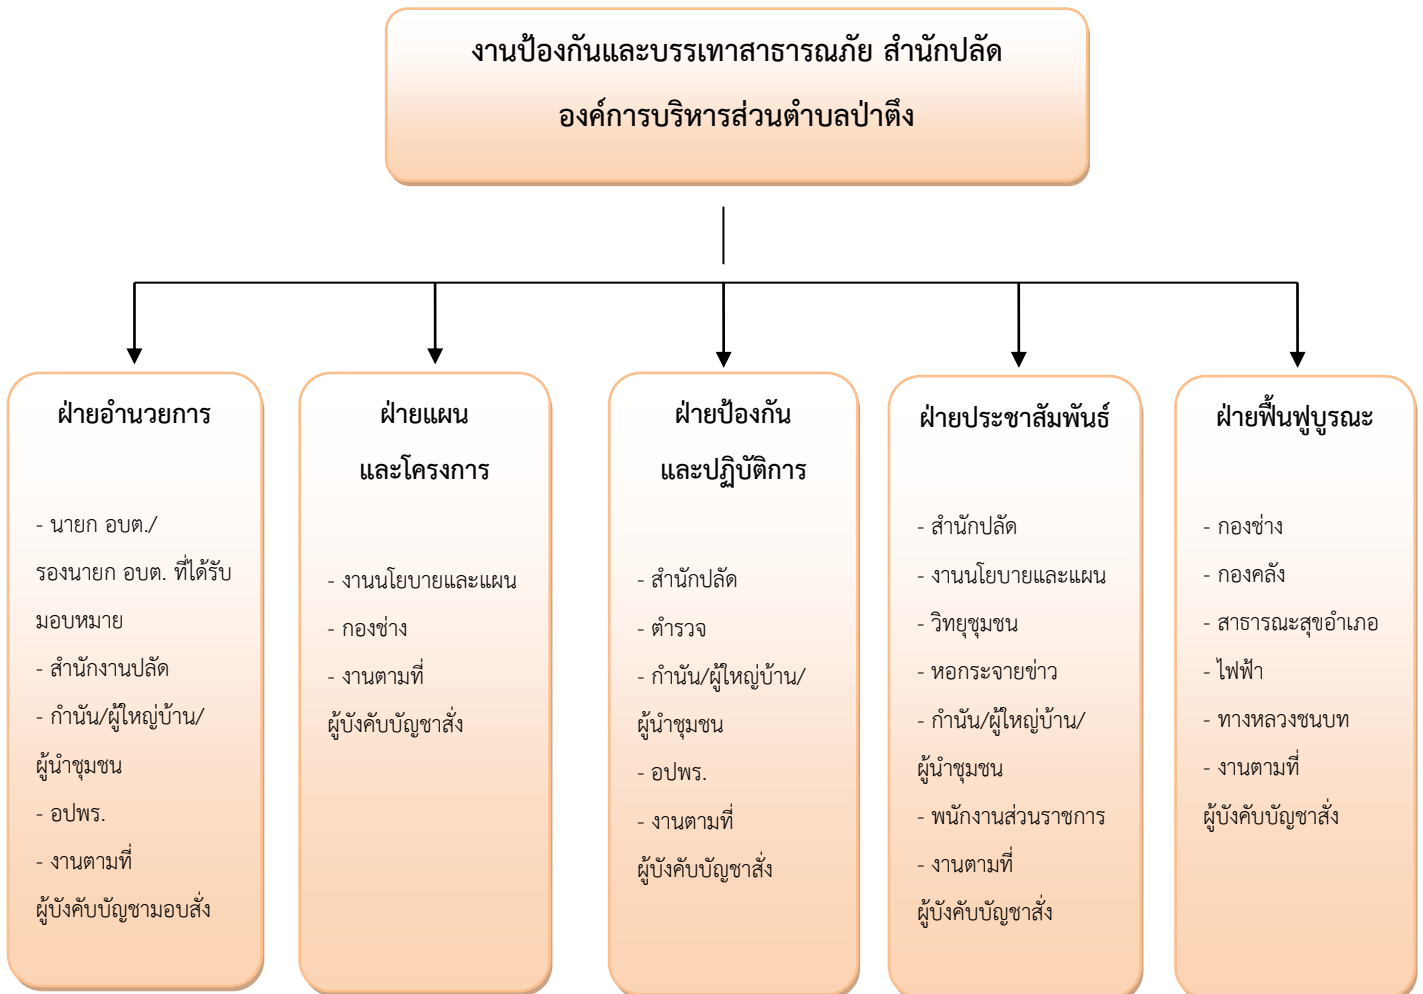 งานป้องกันและบรรเทาสาธารณภัย สำนักปลัด
องค์การบริหารส่วนตำบลป่าตึง
ฝ่ายอำนวยการ
- นายก อบต./
รองนายก อบต. ที่ได้รับ
มอบหมาย
- สำนักงานปลัด
- กำนัน/ผู้ใหญ่บ้าน/
ผู้นำชุมชน
- อปพร.
- งานตามที่
ผู้บังคับบัญชามอบสั่ง
ฝ่ายแผน
และโครงการ
- งานนโยบายและแผน
- กองช่าง
- งานตามที่
ผู้บังคับบัญชาสั่ง
ฝ่ายป้องกัน
และปฏิบัติการ
- สำนักปลัด
- ตำรวจ
- กำนัน/ผู้ใหญ่บ้าน/
ผู้นำชุมชน
- อปพร.
- งานตามที่
ผู้บังคับบัญชาสั่ง
ฝ่ายประชาสัมพันธ์
- สำนักปลัด
- งานนโยบายและแผน
- วิทยุชุมชน
- หอกระจายข่าว
- กำนัน/ผู้ใหญ่บ้าน/
ผู้นำชุมชน
- พนักงานส่วนราชการ
- งานตามที่
ผู้บังคับบัญชาสั่ง
ฝ่ายฟื้นฟูบูรณะ
- กองช่าง
- กองคลัง
- สาธารณะสุขอำเภอ
- ไฟฟ้า
- ทางหลวงชนบท
- งานตามที่
ผู้บังคับบัญชาสั่ง